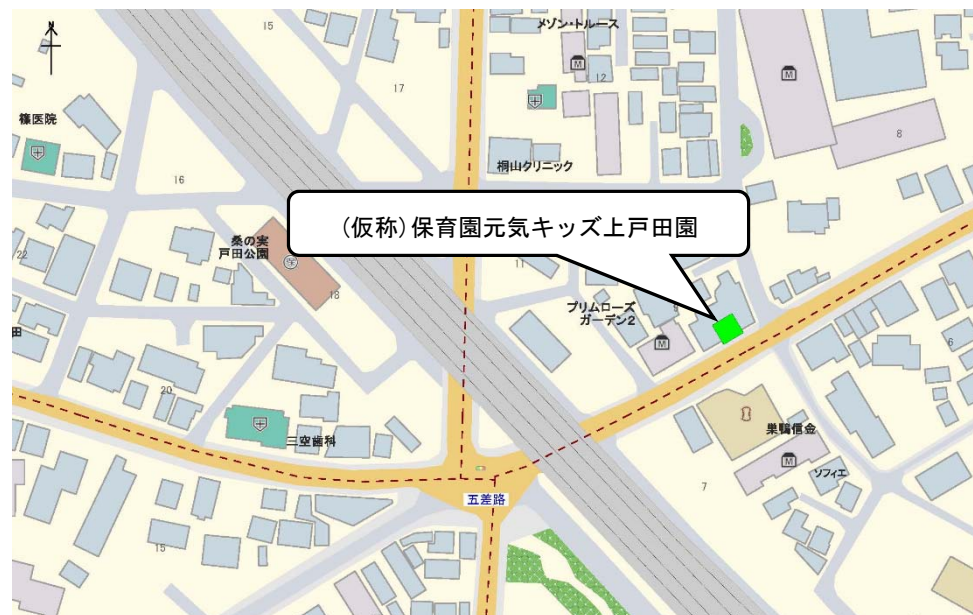 15
メゾン・トルース
M
12
17
M
篠医院
8
桐山クリニック
16
(仮称)保育園元気キッズ上戸田園
桑の実
戸田公園
22
保
18
11
プリムローズ
ガーデン2
M
田
6
20
巣鴨信金
三空歯科
M
ソフィエ
五差路
7
15